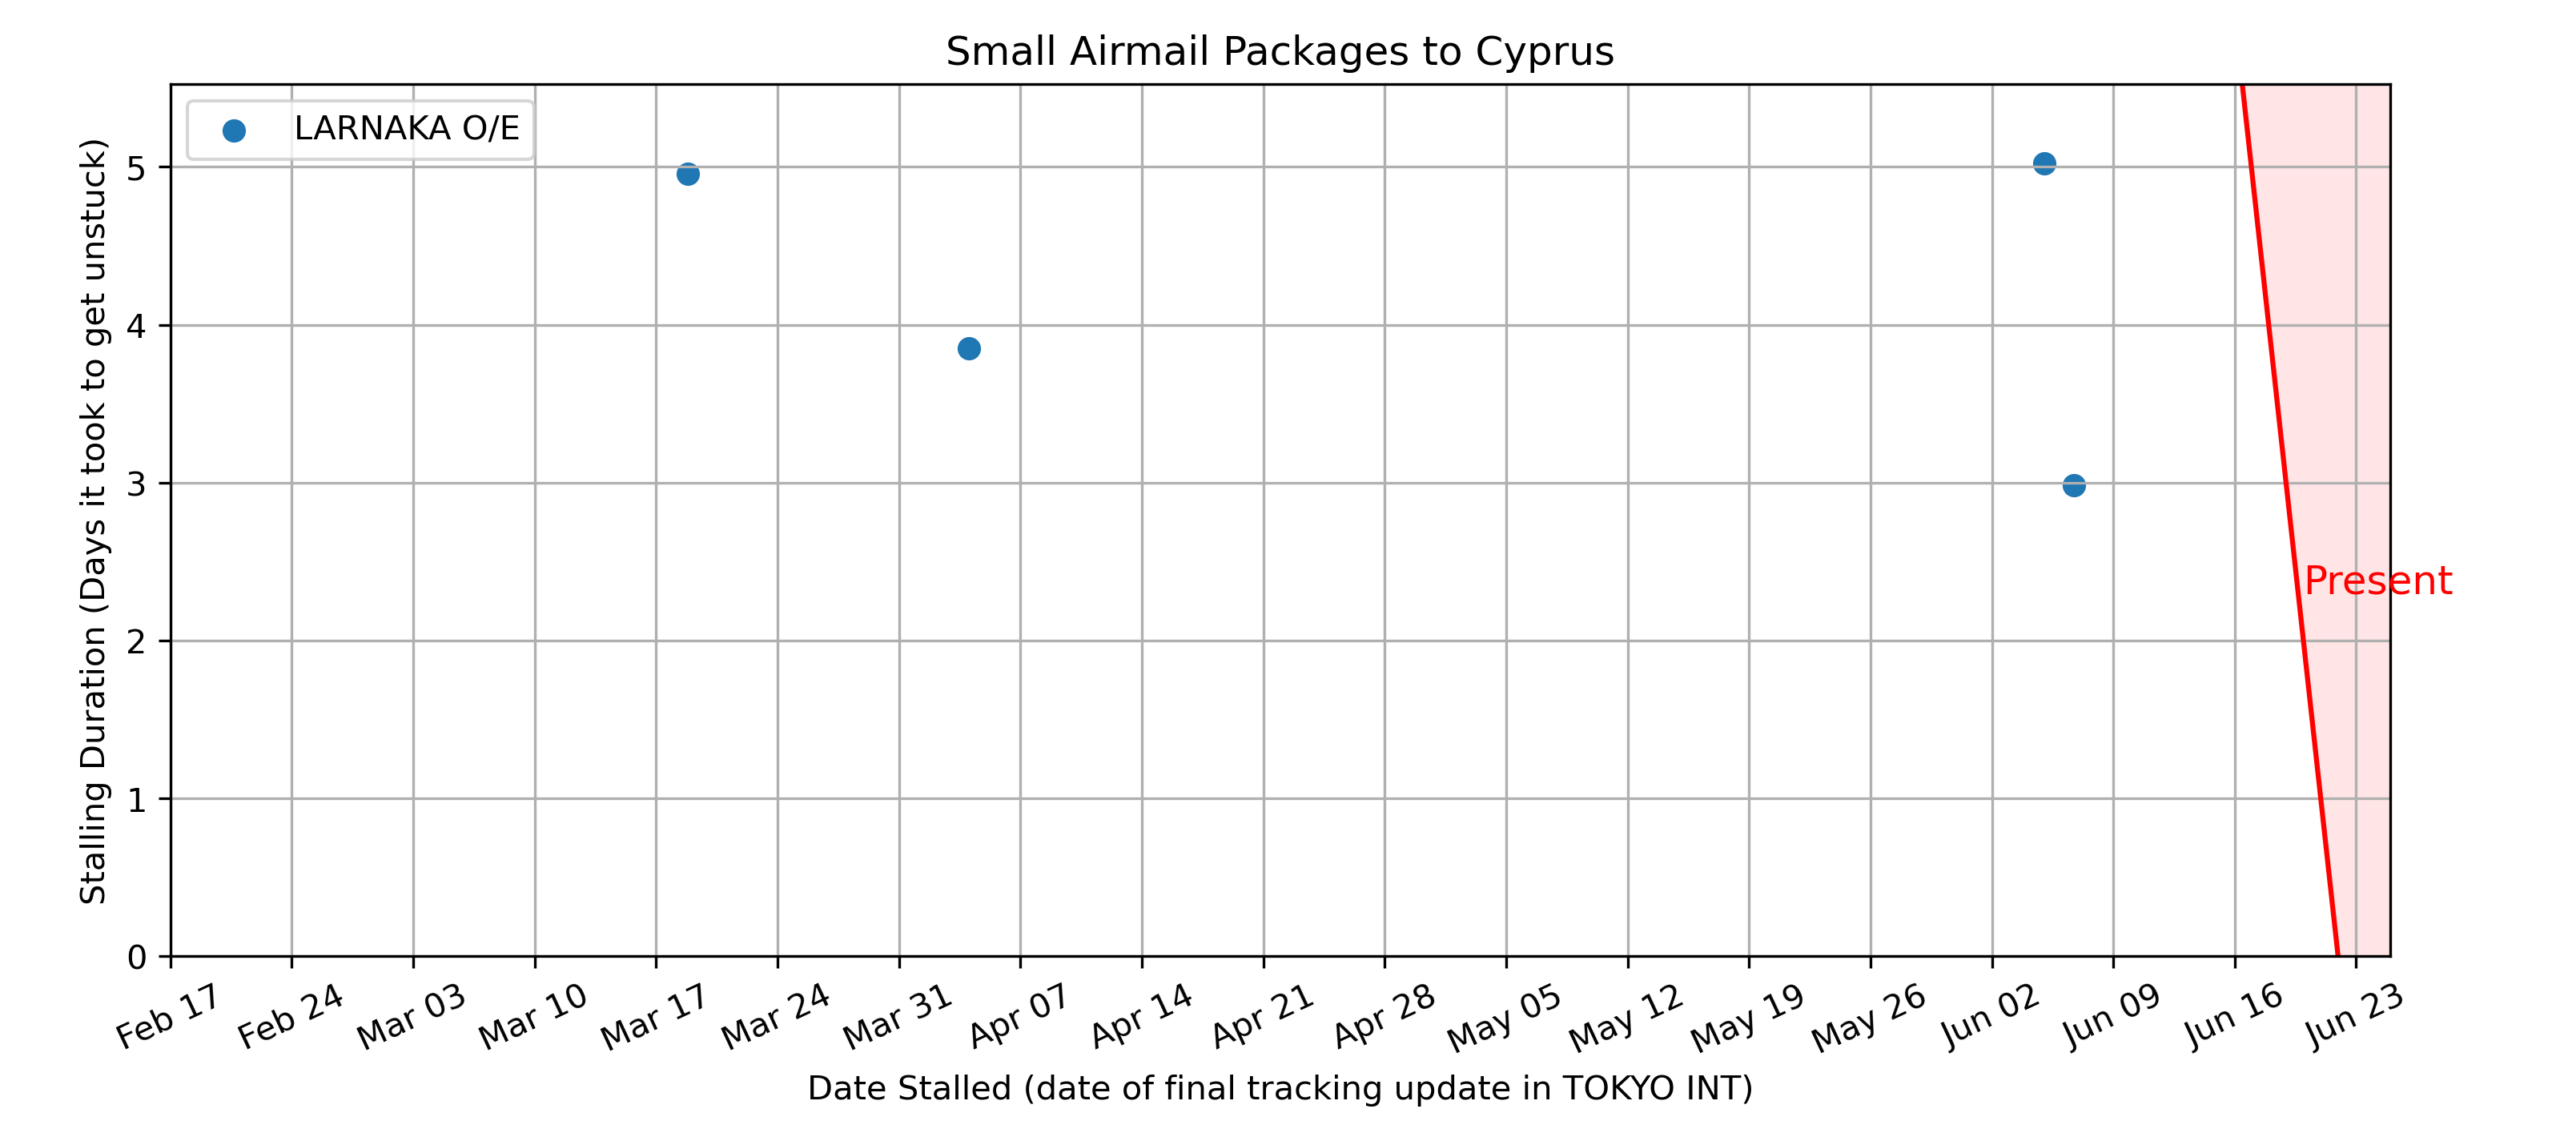 Small Airmail Packages to Cyprus
LARNAKA O/E
Stalling Duration (Days it took to get unstuck)
5
4
3
2
1
0
Present
Feb 17
Feb 24
Mar 03
Mar 10
Mar 17
Mar 24
Mar 31
Apr 07
Apr 14
Apr 21
Apr 28
May 05
May 12
May 19
May 26
Jun 02
Jun 09
Jun 16
Jun 23
Date Stalled (date of final tracking update in TOKYO INT)